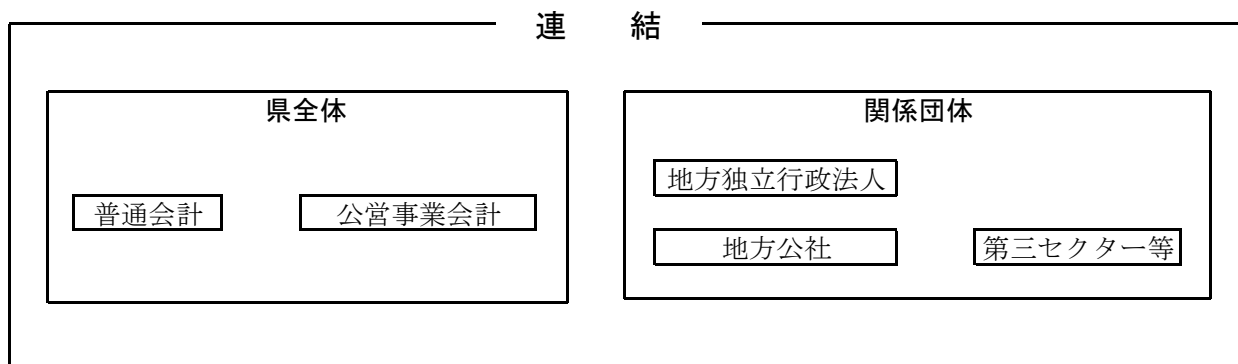 連　結
県全体
普通会計
公営事業会計
関係団体
地方独立行政法人
地方公社
第三セクター等